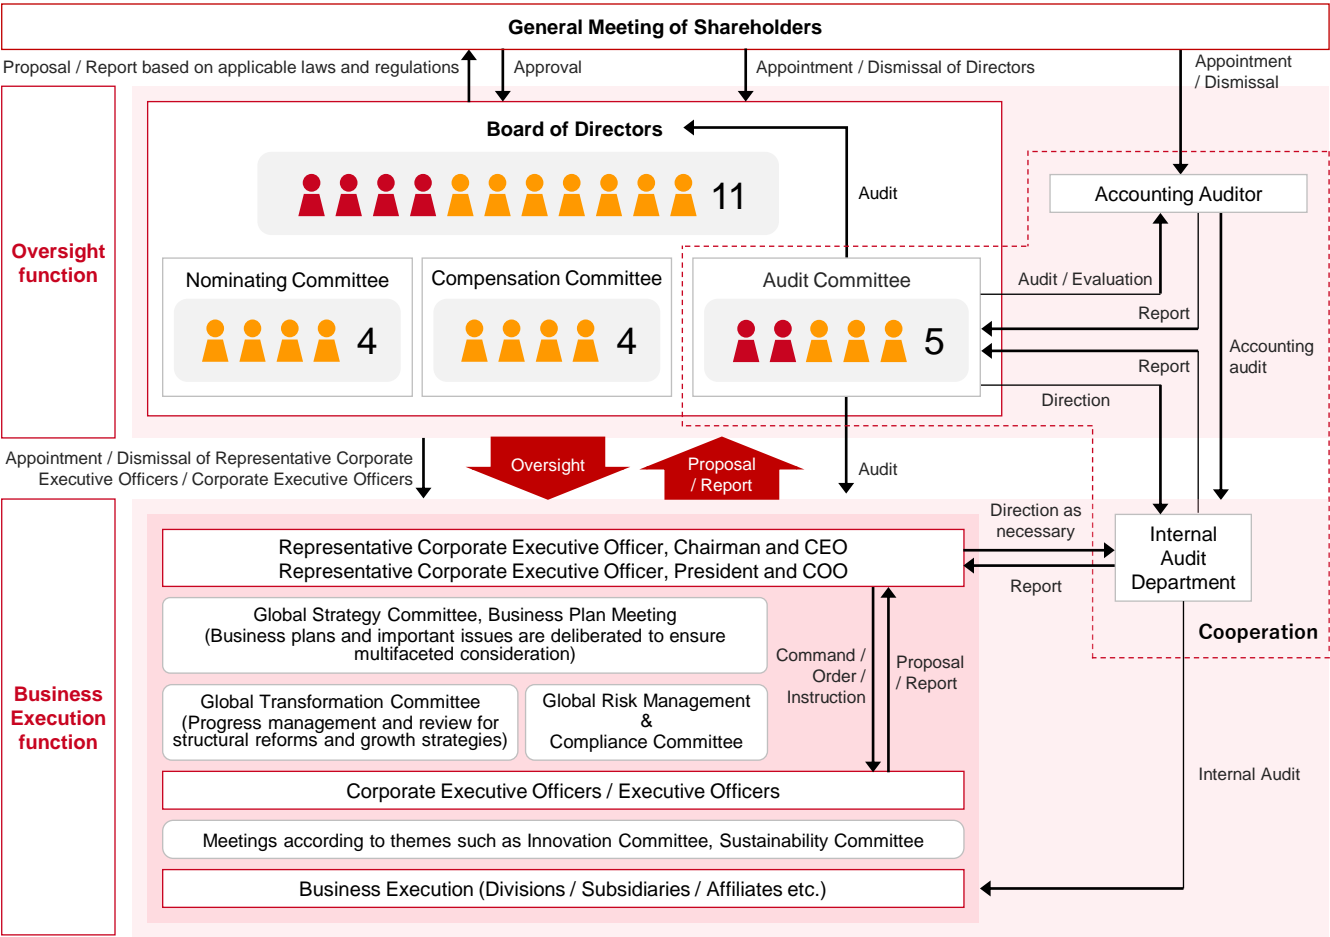 General Meeting of Shareholders
Proposal / Report based on applicable laws and regulations
Approval
Appointment / Dismissal of Directors
Appointment
/ Dismissal
Oversight
function
Board of Directors
11
Audit
Accounting Auditor
Nominating Committee
4
Compensation Committee
4
Audit Committee
5
Audit / Evaluation
Report
Report
Direction
Accounting
audit
Appointment / Dismissal of Representative Corporate
Executive Officers / Corporate Executive Officers
Oversight
Proposal
/ Report
Audit
Business
Execution
function
Representative Corporate Executive Officer, Chairman and CEO
Representative Corporate Executive Officer, President and COO
Direction as
necessary
Report
Internal
Audit
Department
Cooperation
Global Strategy Committee, Business Plan Meeting
(Business plans and important issues are deliberated to ensure
multifaceted consideration)
Command /
Order /
Instruction
Proposal
/ Report
Global Transformation Committee
(Progress management and review for
structural reforms and growth strategies)
Global Risk Management
&
Compliance Committee
Corporate Executive Officers / Executive Officers
Internal Audit
Meetings according to themes such as Innovation Committee, Sustainability Committee
Business Execution (Divisions / Subsidiaries / Affiliates etc.)